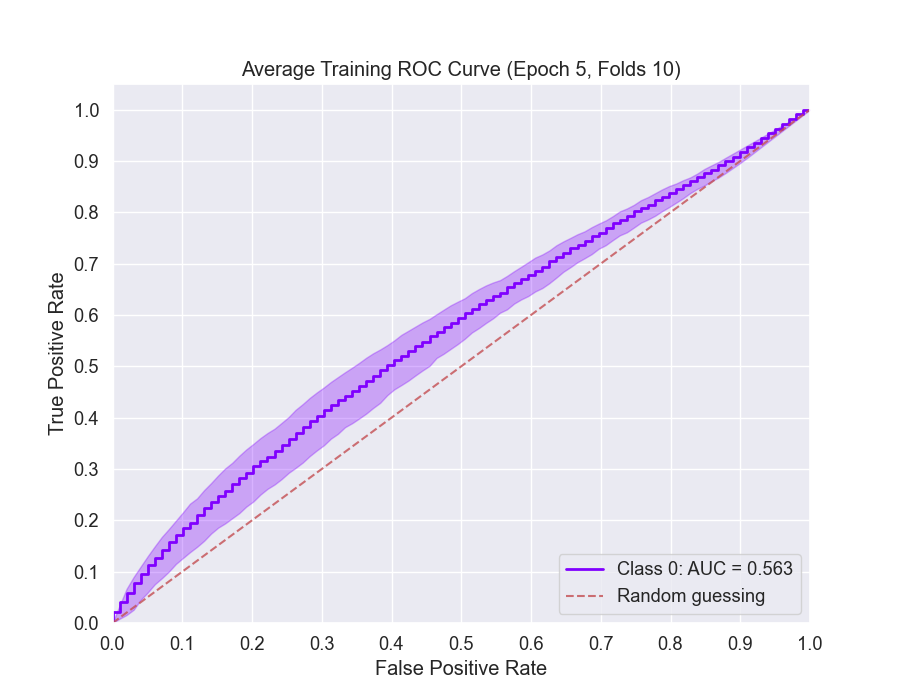 Average Training ROC Curve (Epoch 5, Folds 10)
True Positive Rate
1.0
0.9
0.8
0.7
0.6
0.5
0.4
0.3
0.2
0.1
0.0
Class 0: AUC = 0.563
Random guessing
0.0 0.1 0.2 0.3 0.4 0.5 0.6 0.7 0.8 0.9 1.0
False Positive Rate